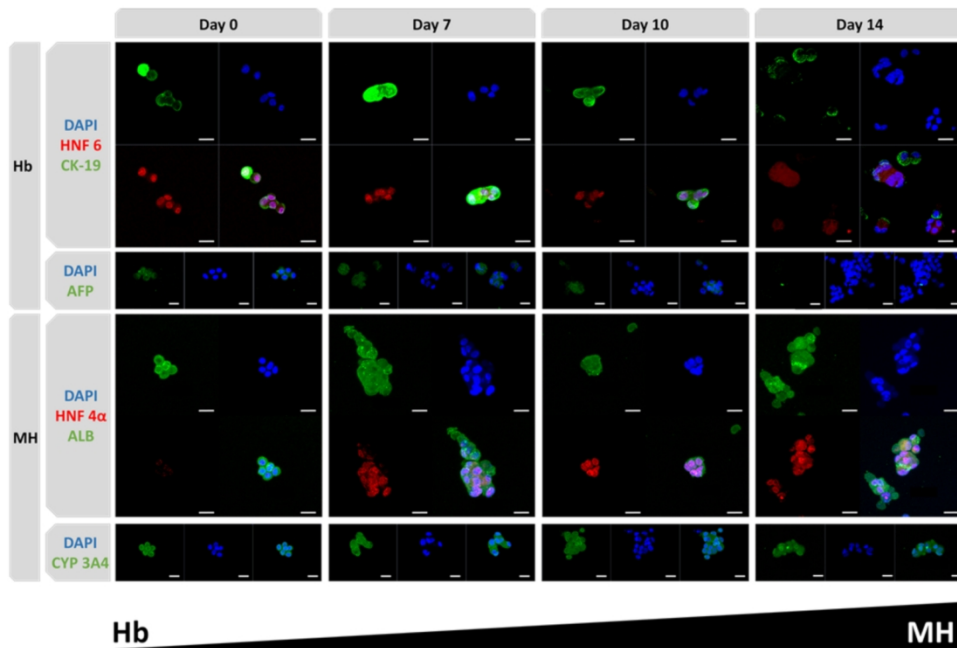 Day 0
Day 7
Day 10
Day 14
Hb
DAPI
HNF 6
CK-19
DAPI
AFP
MH
DAPI
HNF 4α
ALB
DAPI
CYP 3A4
Hb
MH